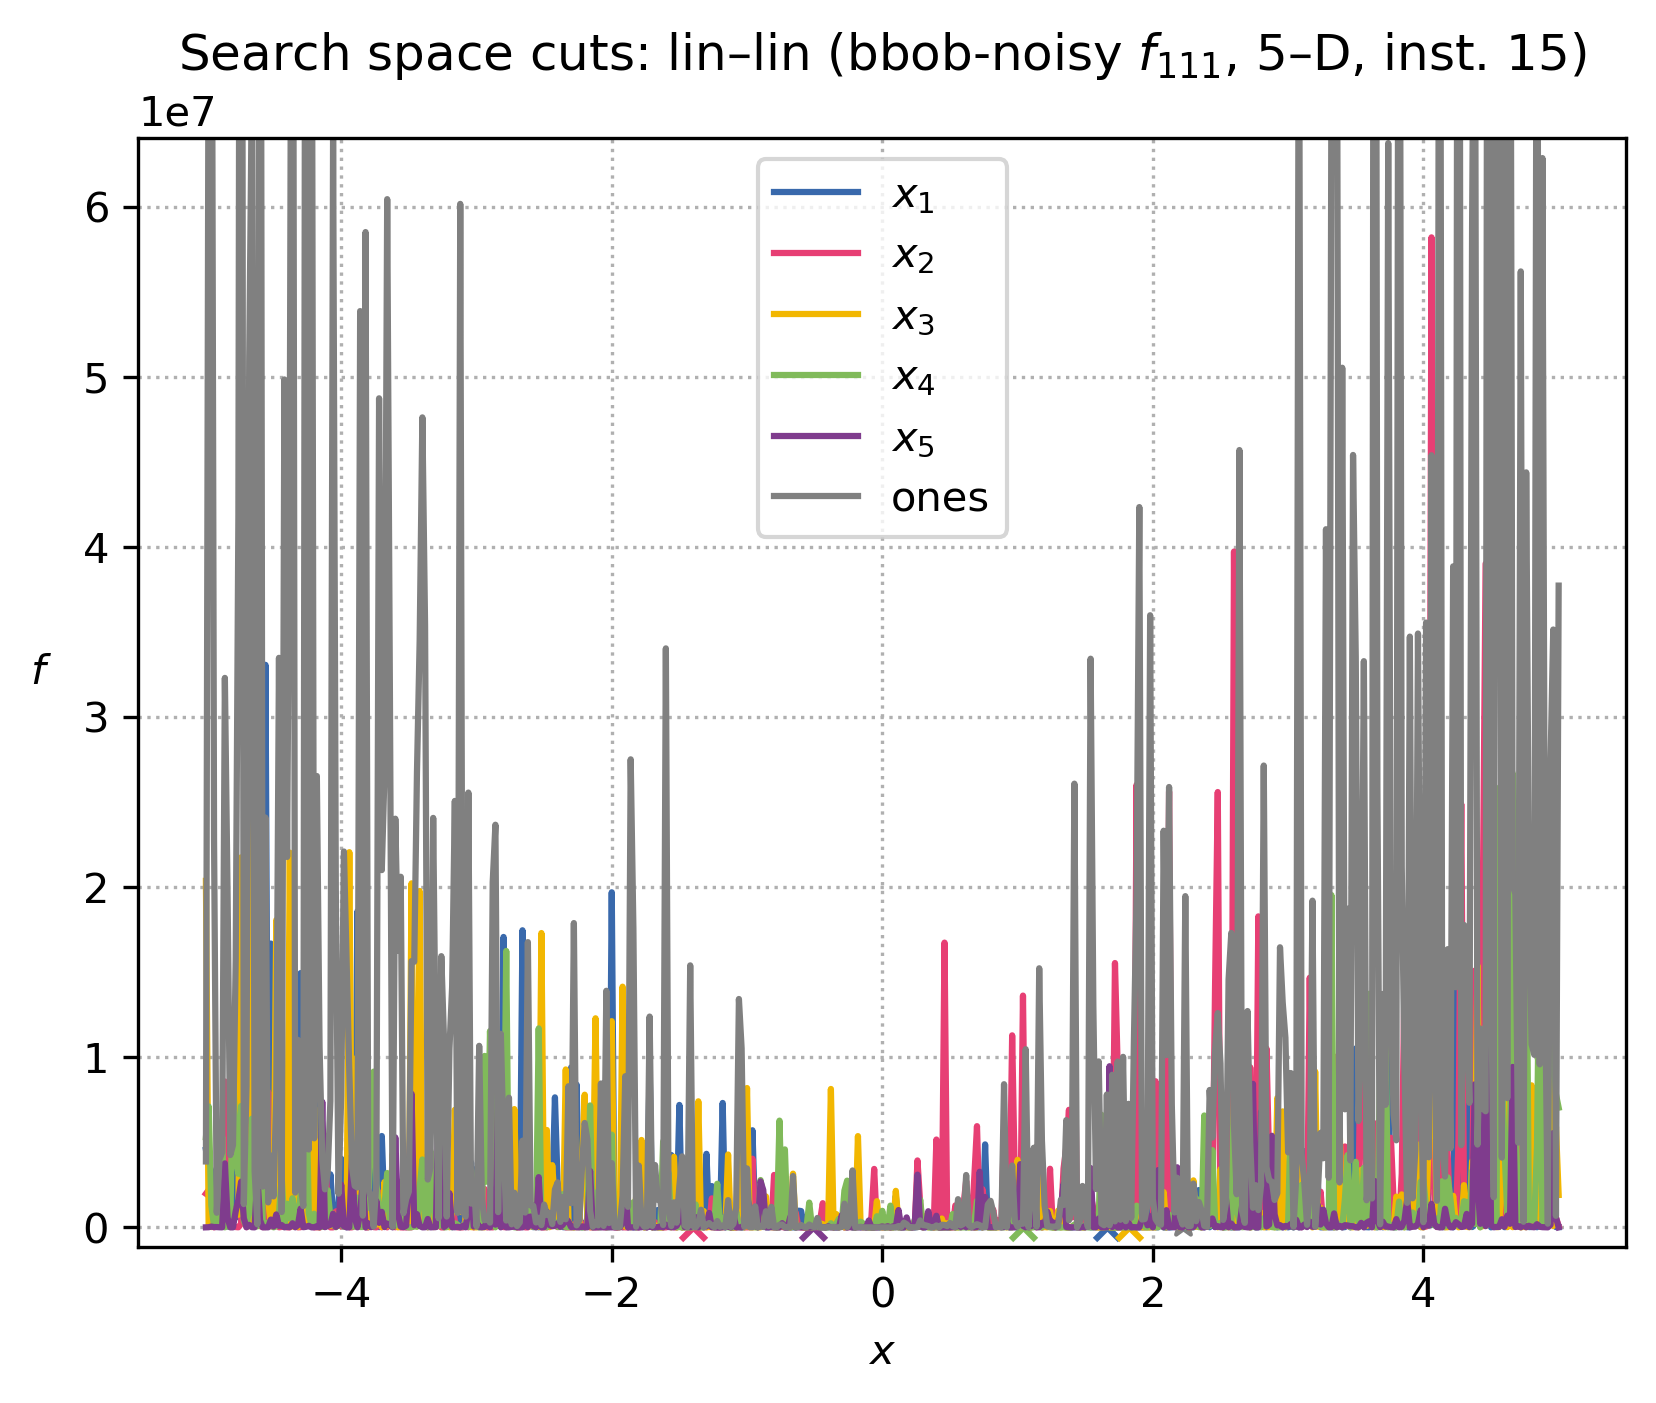 Search space cuts: lin–lin (bbob-noisy f₁₁₁, 5–D, inst. 15)
1e7
x₁
x₂
x₃
x₄
x₅
ones
6
5
4
3
2
1
0
f
−4
−2
0
2
4
x